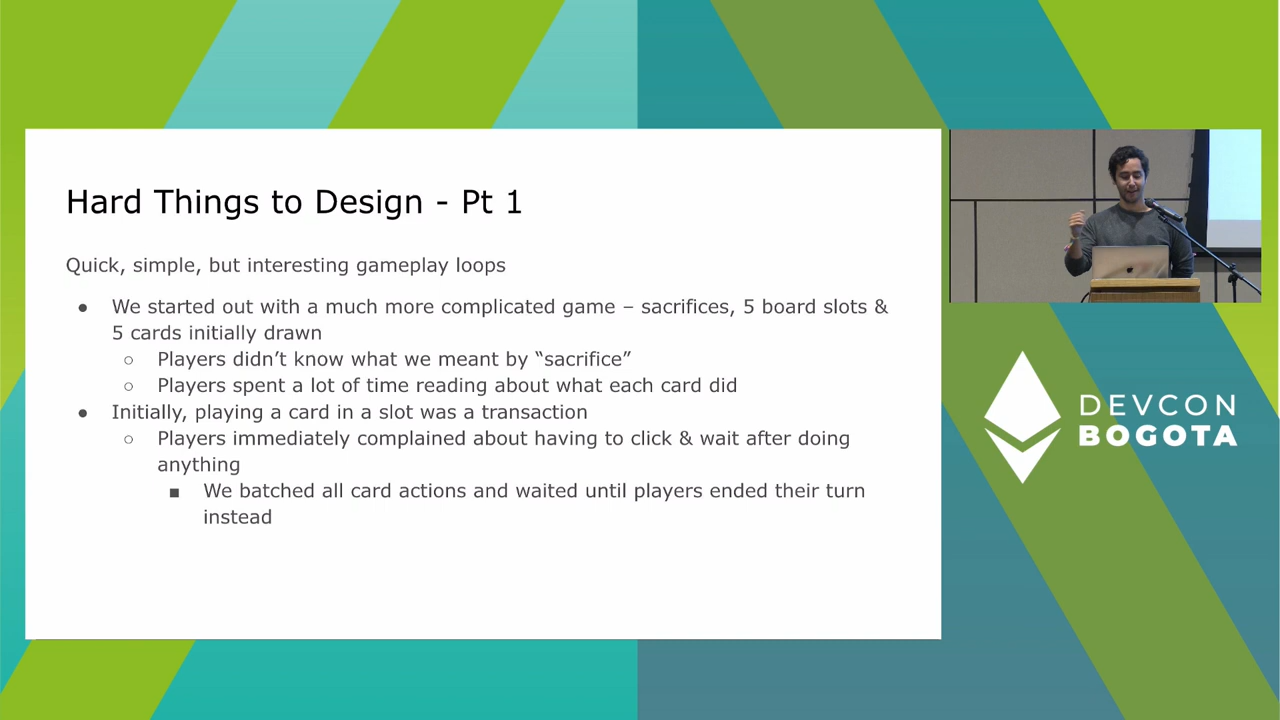 Hard Things to Design - Pt 1
Quick, simple, but interesting gameplay loops
● We started out with a much more complicated game – sacrifices, 5 board slots &
5 cards initially drawn
○ Players didn’t know what we meant by “sacrifice”
○ Players spent a lot of time reading about what each card did
● Initially, playing a card in a slot was a transaction
○ Players immediately complained about having to click & wait after doing
anything
■ We batched all card actions and waited until players ended their turn
instead
DEVCON
BOGOTA